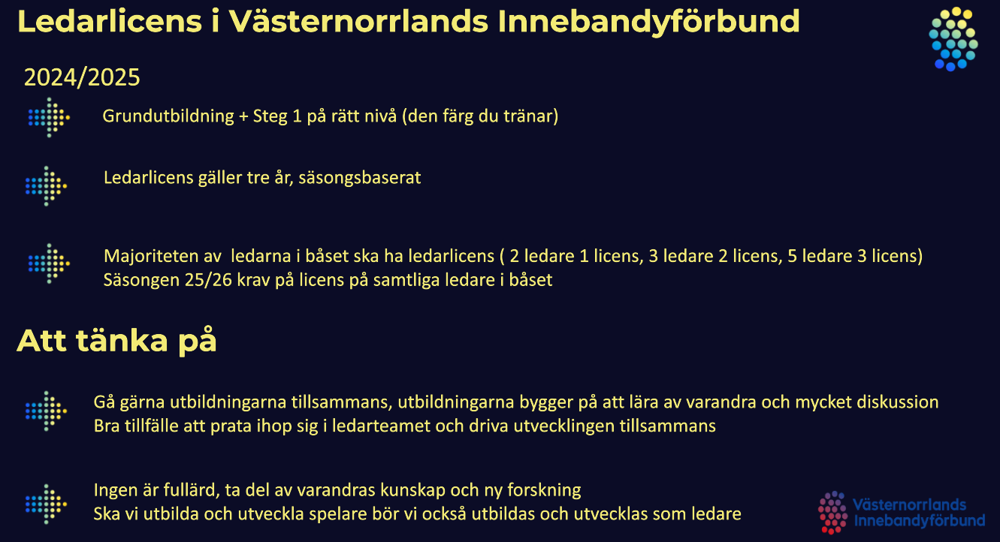 Ledarlicens i Västernorrlands Innebandyförbund
2024/2025
Grundutbildning + Steg 1 på rätt nivå (den färg du tränar)
Ledarlicens gäller tre år, säsongsbaserat
Majoriteten av  ledarna i båset ska ha ledarlicens ( 2 ledare 1 licens, 3 ledare 2 licens, 5 ledare 3 licens)
Säsongen 25/26 krav på licens på samtliga ledare i båset
Att tänka på
Gå gärna utbildningarna tillsammans, utbildningarna bygger på att lära av varandra och mycket diskussion
Bra tillfälle att prata ihop sig i ledarteamet och driva utvecklingen tillsammans
Ingen är fullärd, ta del av varandras kunskap och ny forskning
Ska vi utbilda och utveckla spelare bör vi också utbildas och utvecklas som ledare
Västernorrlands
Innebandyförbund